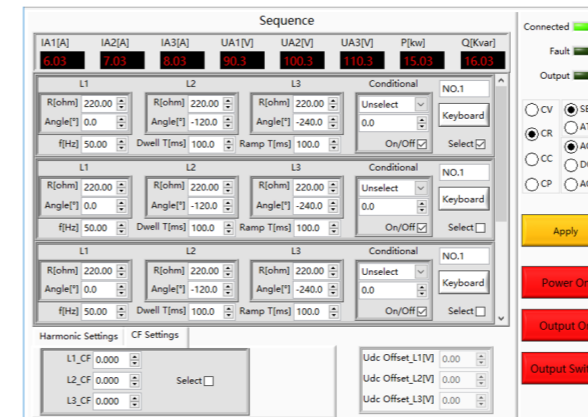 Sequence
IA1[A] IA2[A] IA3[A] UA1[V] UA2[V] UA3[V] P[kw] Q[Kvar]
6.03 7.03 8.03 90.3 100.3 110.3 15.03 16.03
L1 L2 L3 Conditional NO.1
R[ohm] 220.00 R[ohm] 220.00 R[ohm] 220.00 Unselect
Angle[°] 0.0 Angle[°] -120.0 Angle[°] -240.0 0.0 Keyboard
f[Hz] 50.00 Dwell T[ms] 100.0 Ramp T[ms] 100.0 On/Off Select
L1 L2 L3 Conditional NO.1
R[ohm] 220.00 R[ohm] 220.00 R[ohm] 220.00 Unselect
Angle[°] 0.0 Angle[°] -120.0 Angle[°] -240.0 0.0 Keyboard
f[Hz] 50.00 Dwell T[ms] 100.0 Ramp T[ms] 100.0 On/Off Select
L1 L2 L3 Conditional NO.1
R[ohm] 220.00 R[ohm] 220.00 R[ohm] 220.00 Unselect
Angle[°] 0.0 Angle[°] -120.0 Angle[°] -240.0 0.0 Keyboard
f[Hz] 50.00 Dwell T[ms] 100.0 Ramp T[ms] 100.0 On/Off Select
Harmonic Settings CF Settings
L1_CF 0.000 Udc Offset_L1[V] 0.00
L2_CF 0.000 Select Udc Offset_L2[V] 0.00
L3_CF 0.000 Udc Offset_L3[V] 0.00
Connected
Fault
Output
CV
CR
CC
CP
Apply
Power
Output
Output